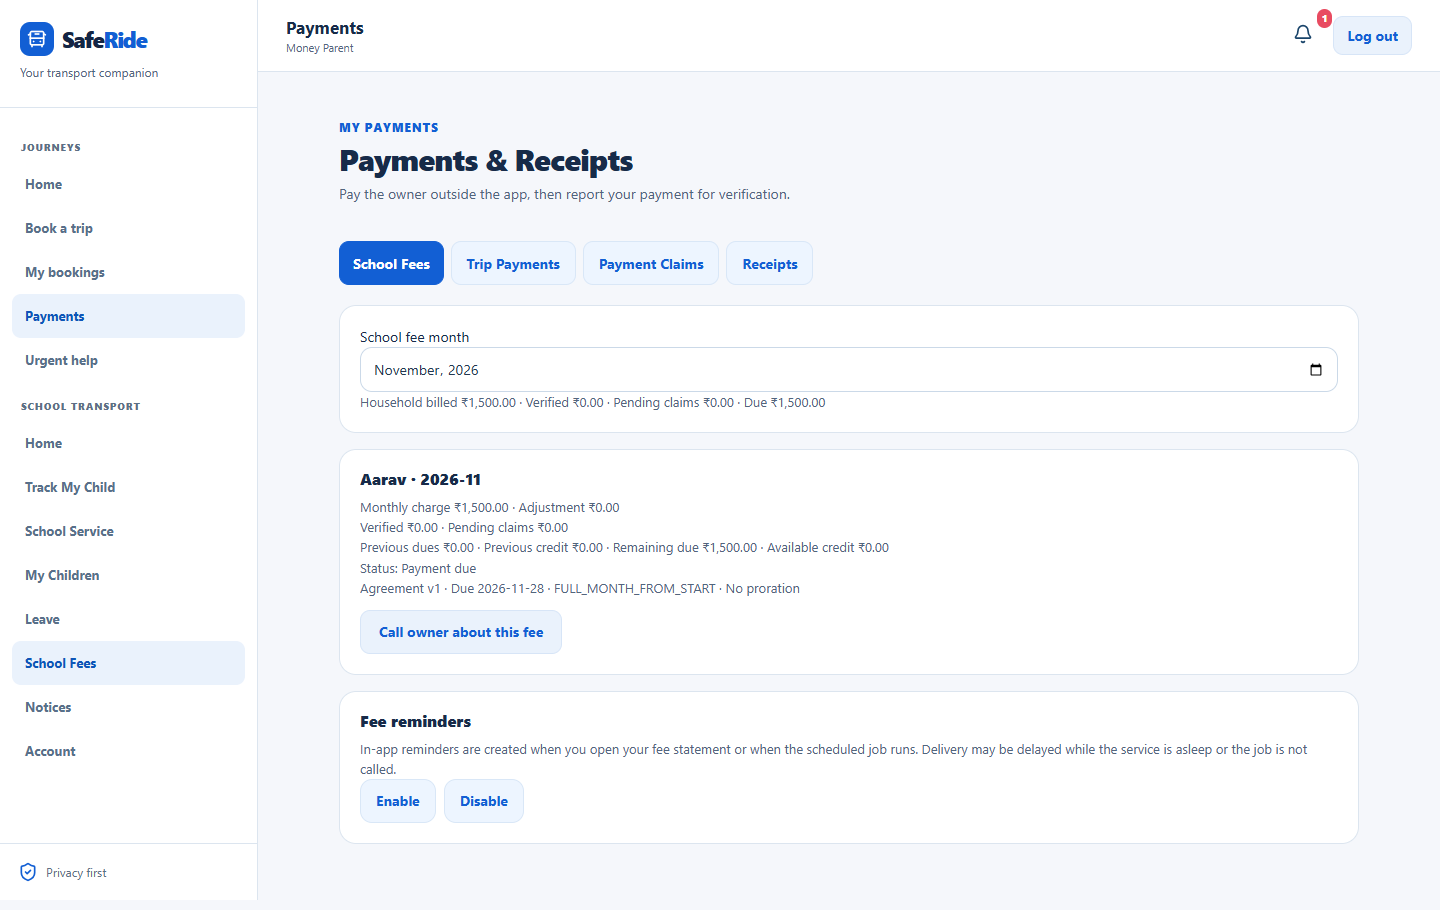 SafeRide
Your transport companion
JOURNEYS
Home
Book a trip
My bookings
Payments
Urgent help
SCHOOL TRANSPORT
Home
Track My Child
School Service
My Children
Leave
School Fees
Notices
Account
Privacy first
Payments
Money Parent
1
Log out
MY PAYMENTS
Payments & Receipts
Pay the owner outside the app, then report your payment for verification.
School Fees
Trip Payments
Payment Claims
Receipts
School fee month
November, 2026
Household billed ₹1,500.00 · Verified ₹0.00 · Pending claims ₹0.00 · Due ₹1,500.00
Aarav · 2026-11
Monthly charge ₹1,500.00 · Adjustment ₹0.00
Verified ₹0.00 · Pending claims ₹0.00
Previous dues ₹0.00 · Previous credit ₹0.00 · Remaining due ₹1,500.00 · Available credit ₹0.00
Status: Payment due
Agreement v1 · Due 2026-11-28 · FULL_MONTH_FROM_START · No proration
Call owner about this fee
Fee reminders
In-app reminders are created when you open your fee statement or when the scheduled job runs. Delivery may be delayed while the service is asleep or the job is not
called.
Enable
Disable